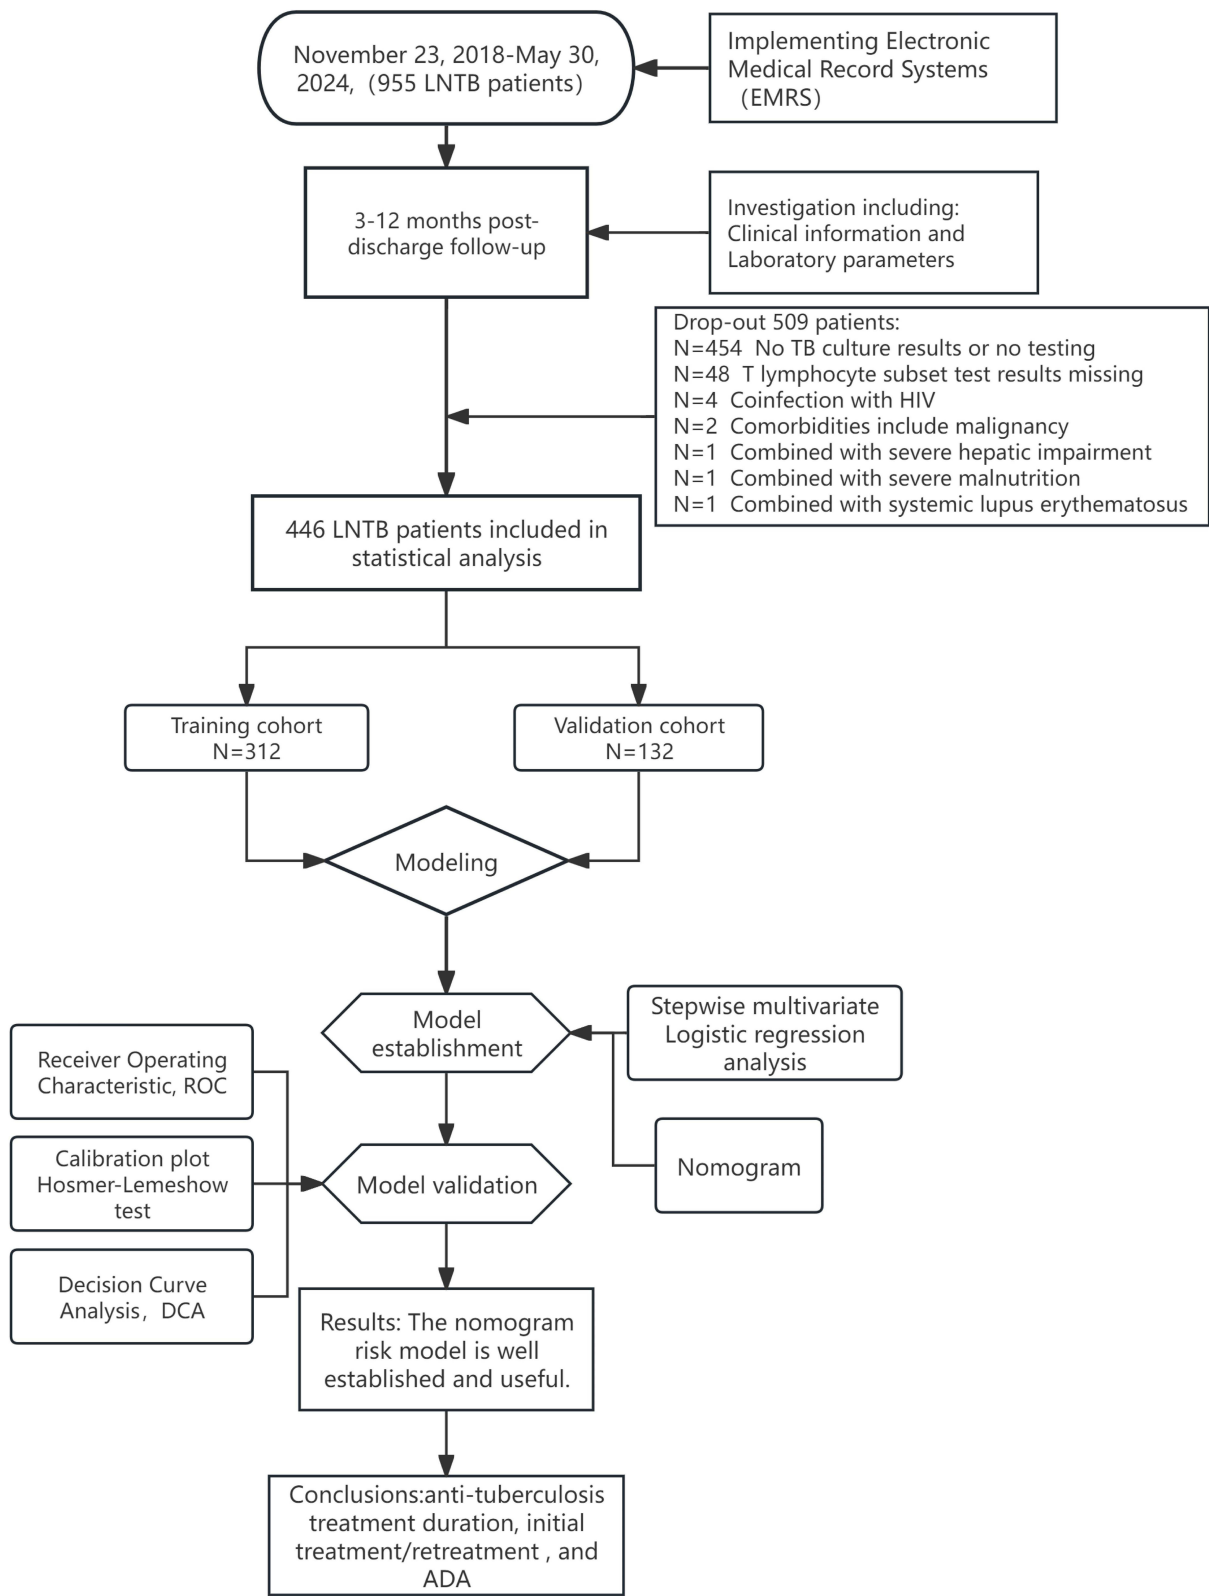 November 23, 2018-May 30,
2024,（955 LNTB patients）
Implementing Electronic
Medical Record Systems
（EMRS）
3-12 months post-
discharge follow-up
Investigation including:
Clinical information and
Laboratory parameters
Drop-out 509 patients:
N=454 No TB culture results or no testing
N=48 T lymphocyte subset test results missing
N=4 Coinfection with HIV
N=2 Comorbidities include malignancy
N=1 Combined with severe hepatic impairment
N=1 Combined with severe malnutrition
N=1 Combined with systemic lupus erythematosus
446 LNTB patients included in
statistical analysis
Training cohort
N=312
Validation cohort
N=132
Modeling
Model
establishment
Stepwise multivariate
Logistic regression
analysis
Nomogram
Receiver Operating
Characteristic, ROC
Calibration plot
Hosmer-Lemeshow
test
Decision Curve
Analysis，DCA
Model validation
Results: The nomogram
risk model is well
established and useful.
Conclusions:anti-tuberculosis
treatment duration, initial
treatment/retreatment , and
ADA